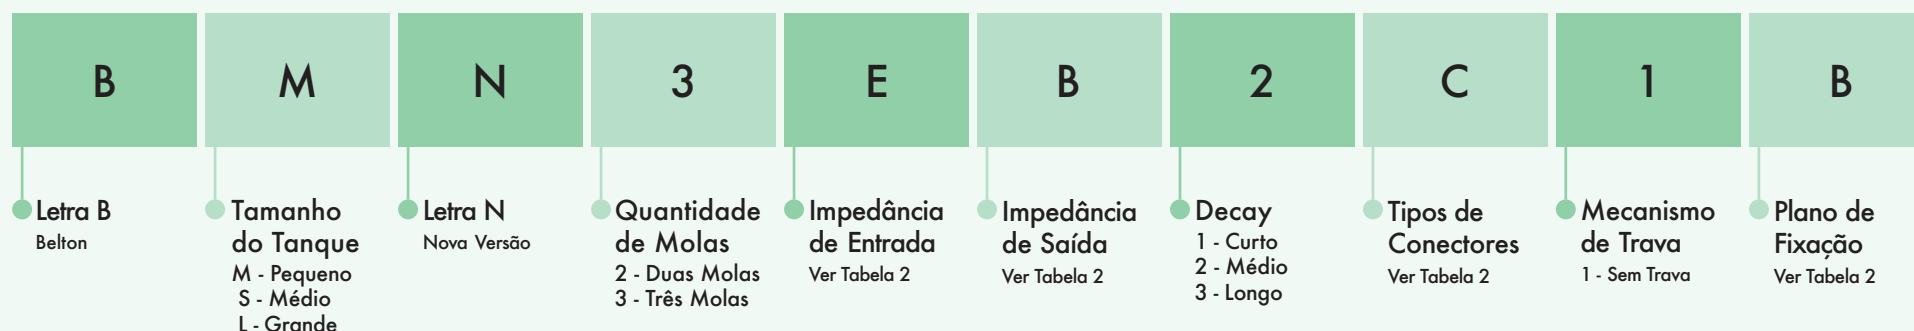 B
M
N
3
E
B
2
C
1
B
Letra B
Belton
Tamanho
do Tanque
M - Pequeno
S - Médio
L - Grande
Letra N
Nova Versão
Quantidade
de Molas
2 - Duas Molas
3 - Três Molas
Impedância
de Entrada
Ver Tabela 2
Impedância
de Saída
Ver Tabela 2
Decay
1 - Curto
2 - Médio
3 - Longo
Tipos de
Conectores
Ver Tabela 2
Mecanismo
de Trava
1 - Sem Trava
Plano de
Fixação
Ver Tabela 2